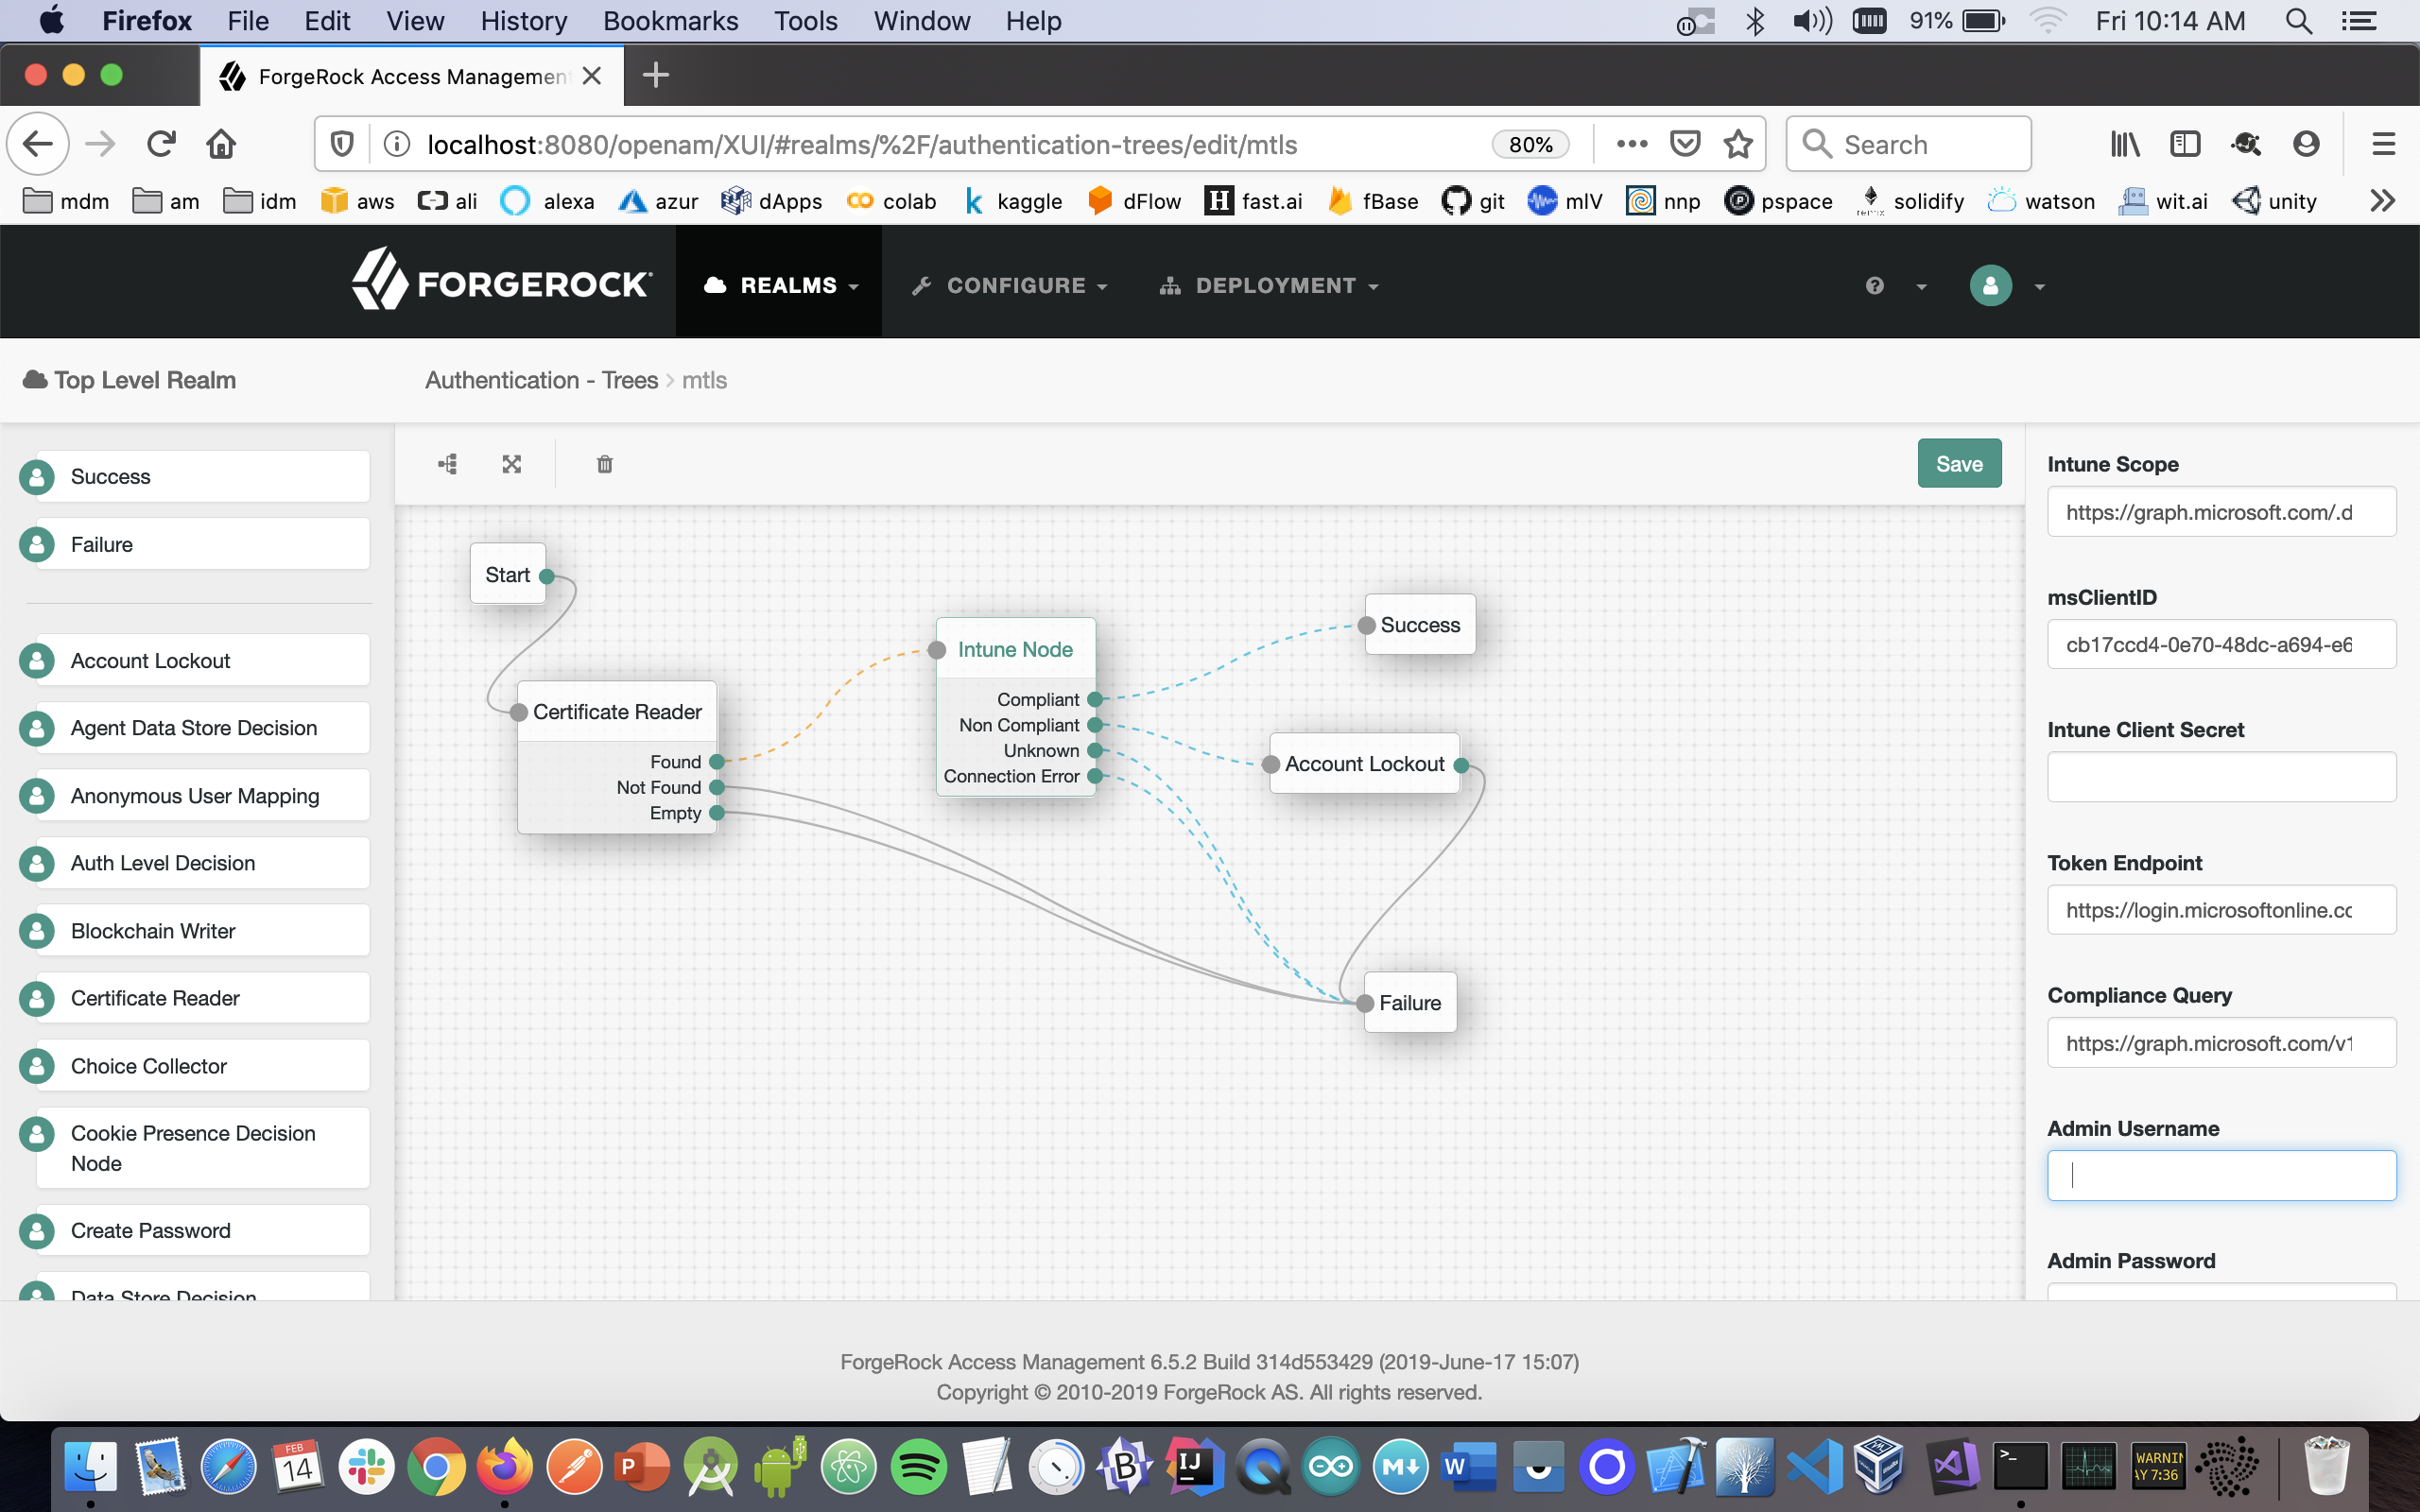 Firefox File Edit View History Bookmarks Tools Window Help 91% Fri 10:14 AM
ForgeRock Access Managemen
localhost:8080/openam/XUI/#realms/%2F/authentication-trees/edit/mtls 80% Search
mdm am idm aws ali alexa azur dApps colab kaggle dFlow fast.ai fBase git mIV nnp pspace solidify watson wit.ai unity
FORGEROCK REALMS CONFIGURE DEPLOYMENT
Top Level Realm
Authentication - Trees > mtls
Success
Failure
Account Lockout
Agent Data Store Decision
Anonymous User Mapping
Auth Level Decision
Blockchain Writer
Certificate Reader
Choice Collector
Cookie Presence Decision
Node
Create Password
Data Store Decision
Save
Start
Certificate Reader
Found
Not Found
Empty
Intune Node
Compliant
Non Compliant
Unknown
Connection Error
Success
Account Lockout
Failure
Intune Scope
https://graph.microsoft.com/.d
msClientID
cb17ccd4-0e70-48dc-a694-e6
Intune Client Secret
Token Endpoint
https://login.microsoftonline.cc
Compliance Query
https://graph.microsoft.com/v1
Admin Username
Admin Password
ForgeRock Access Management 6.5.2 Build 314d553429 (2019-June-17 15:07)
Copyright © 2010-2019 ForgeRock AS. All rights reserved.
FEB
14
WARNIN
AY 7:36